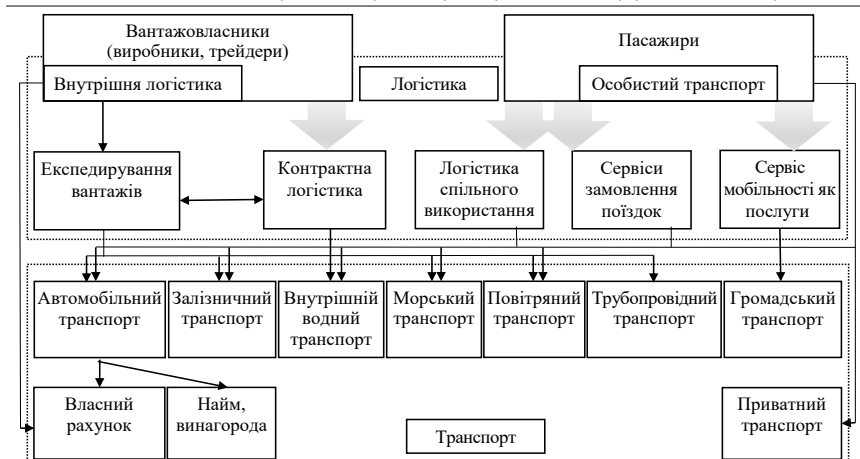 Вантажовласники
(виробники, трейдери)
Пасажири
Внутрішня логістика
Логістика
Особистий транспорт
Експедирування
вантажів
Контрактна
логістика
Логістика
спільного
використання
Сервіси
замовлення
поїздок
Сервіс
мобільності як
послуги
Автомобільний
транспорт
Залізничний
транспорт
Внутрішній
водний
транспорт
Морський
транспорт
Повітряний
транспорт
Трубопровідний
транспорт
Громадський
транспорт
Власний
рахунок
Найм,
винагорода
Транспорт
Приватний
транспорт